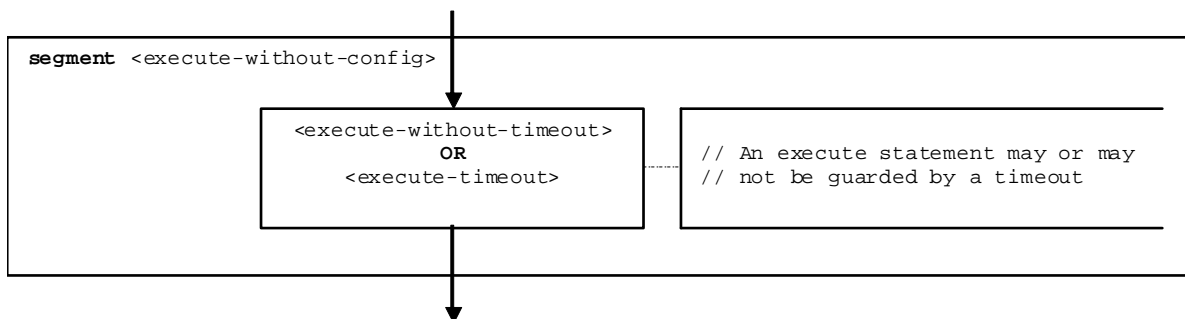 segment <execute-without-config>
<execute-without-timeout>
OR
<execute-timeout>
// An execute statement may or may
// not be guarded by a timeout